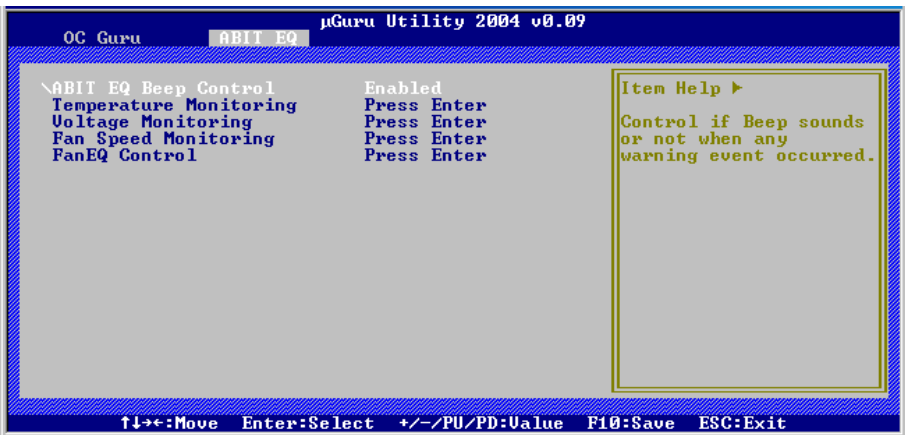 µGuru Utility 2004 v0.09
OC Guru ABIT EQ
\ABIT EQ Beep Control Enabled
Temperature Monitoring Press Enter
Voltage Monitoring Press Enter
Fan Speed Monitoring Press Enter
FanEQ Control Press Enter
Item Help ▶
Control if Beep sounds
or not when any
warning event occurred.
↑↓→←:Move Enter:Select +/-/PU/PD:Value F10:Save ESC:Exit